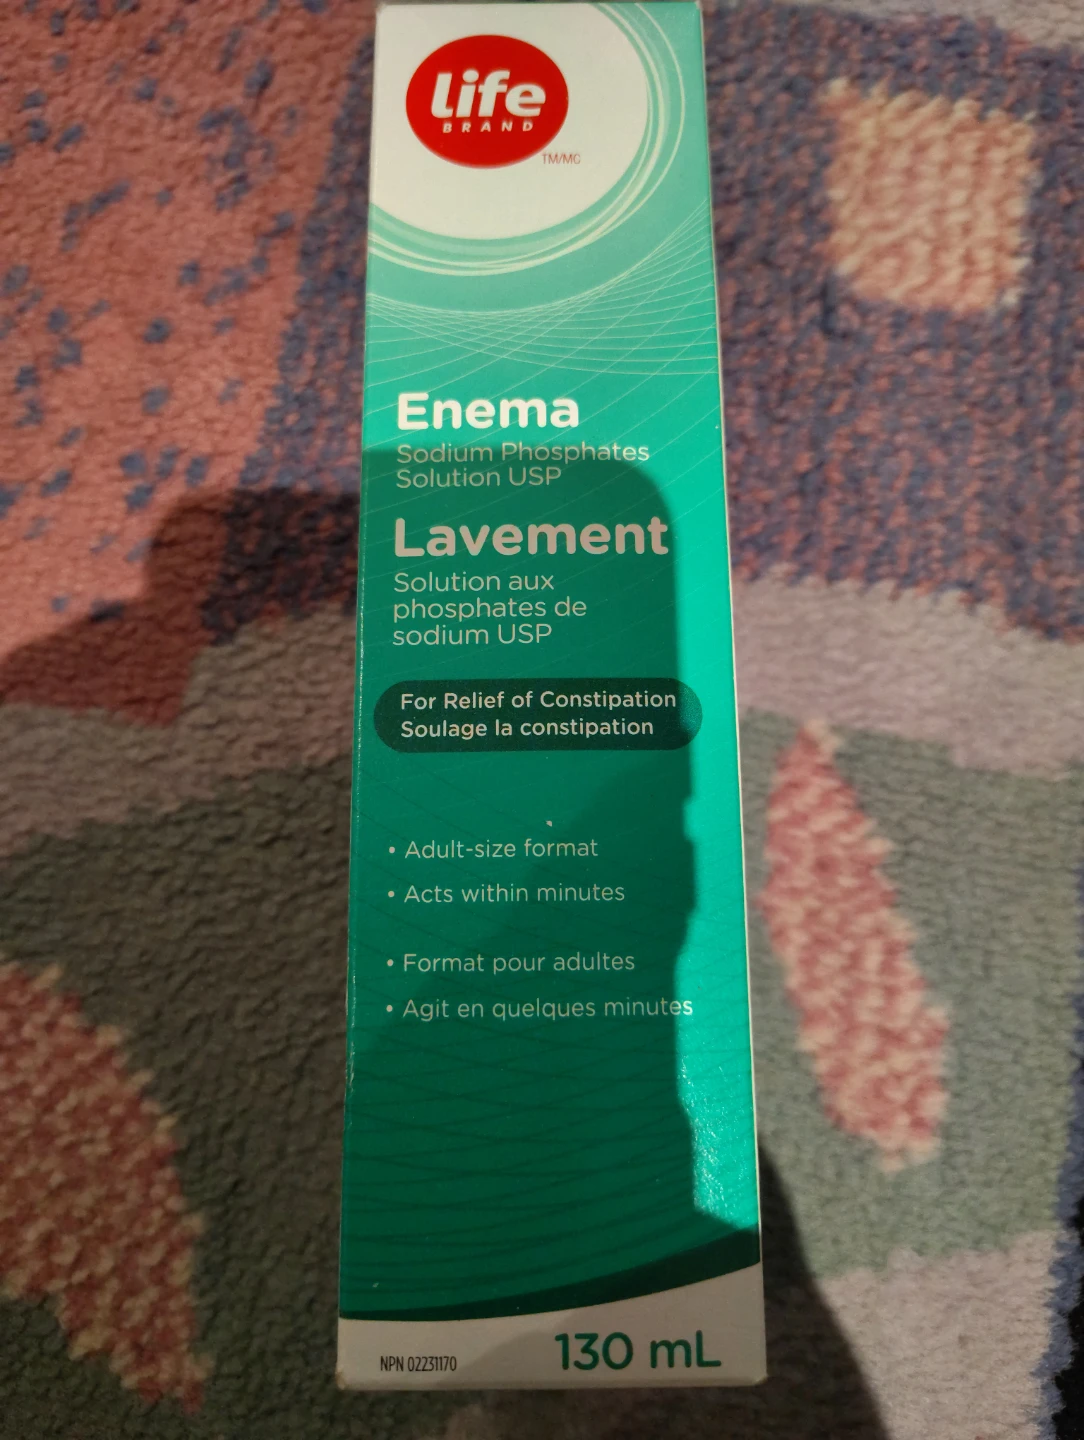 Life
BRAND
TM/MC
Enema
Sodium Phosphates
Solution USP
Lavement
Solution aux
phosphates de
sodium USP
For Relief of Constipation
Soulage la constipation
• Adult-size format
• Acts within minutes
• Format pour adultes
• Agit en quelques minutes
NPN 02231170
130 mL